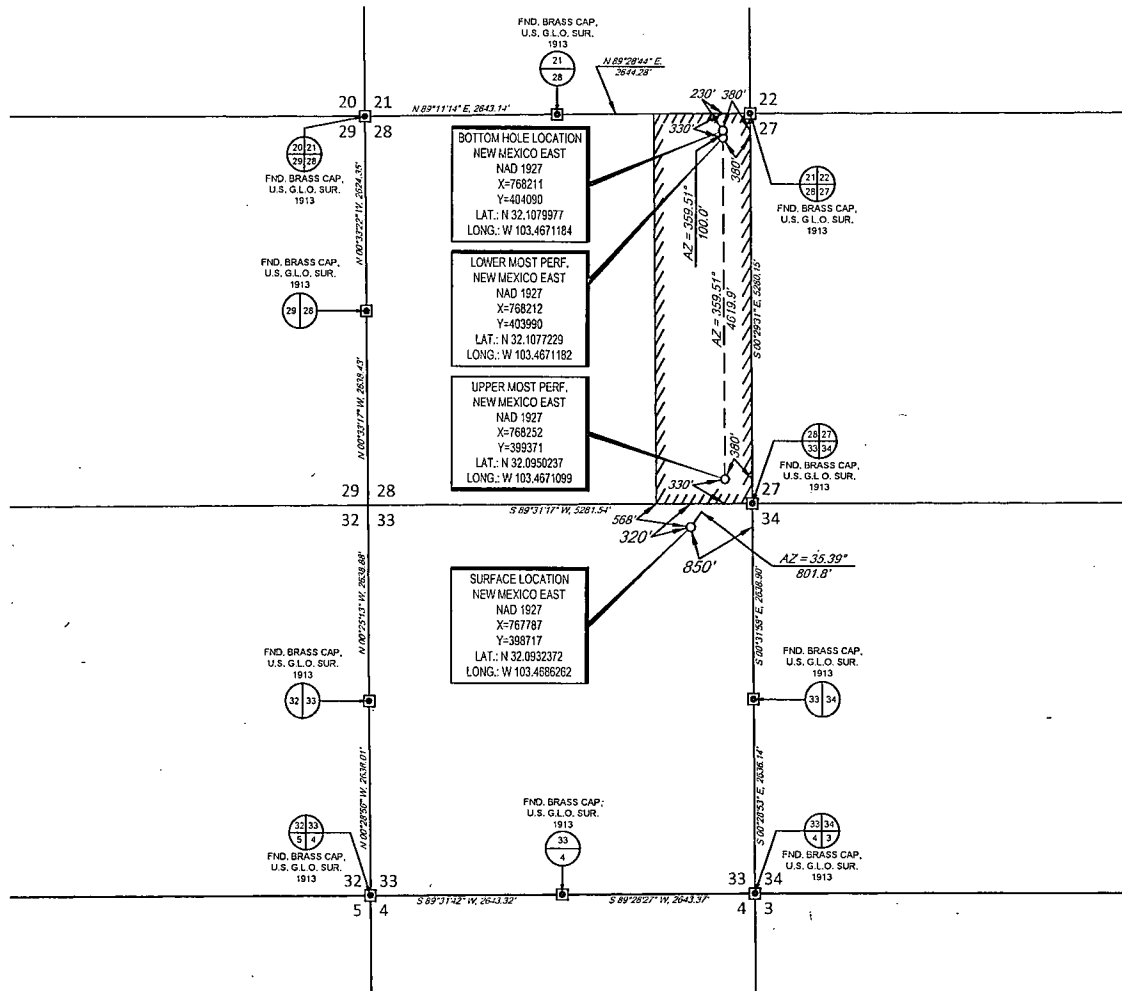 FND. BRASS CAP,
U.S. G.L.O. SUR.
1913
21
28
N 89°28'44" E,
2644.28'
20 21
29 28
N 89°11'14" E, 2643.14'
230' 380'
22
27
330'
380'
20 21
29 28
FND. BRASS CAP,
U.S. G.L.O. SUR.
1913
BOTTOM HOLE LOCATION
NEW MEXICO EAST
NAD 1927
X=768211
Y=404090
LAT.: N 32.1079977
LONG.: W 103.4671184
21 22
28 27
FND. BRASS CAP,
U.S. G.L.O. SUR.
1913
N 00°33'22" W, 2624.35'
AZ = 359.51°
100.0'
FND. BRASS CAP,
U.S. G.L.O. SUR.
1913
29 28
LOWER MOST PERF.
NEW MEXICO EAST
NAD 1927
X=768212
Y=403990
LAT.: N 32.1077229
LONG.: W 103.4671182
AZ = 359.51°
4619.9'
S 00°29'31" E, 5280.15'
N 00°33'17" W, 2638.43'
UPPER MOST PERF.
NEW MEXICO EAST
NAD 1927
X=768252
Y=399371
LAT.: N 32.0950237
LONG.: W 103.4671099
380'
330'
28 27
33 34
FND. BRASS CAP,
U.S. G.L.O. SUR.
1913
29 28
32 33
S 89°31'17" W, 5281.54'
27
34
568'
320'
850'
AZ = 35.39°
801.8'
SURFACE LOCATION
NEW MEXICO EAST
NAD 1927
X=767787
Y=398717
LAT.: N 32.0932372
LONG.: W 103.4686262
N 00°25'13" W, 2638.88'
S 00°31'59" E, 2638.90'
FND. BRASS CAP,
U.S. G.L.O. SUR.
1913
32 33
33 34
FND. BRASS CAP,
U.S. G.L.O. SUR.
1913
N 00°28'56" W, 2638.01'
S 00°28'53" E, 2636.14'
FND. BRASS CAP,
U.S. G.L.O. SUR.
1913
33
4
32 33
5 4
FND. BRASS CAP,
U.S. G.L.O. SUR.
1913
33 34
4 3
FND. BRASS CAP,
U.S. G.L.O. SUR.
1913
32 33
5 4
S 89°31'42" W, 2643.32'
S 89°28'27" W, 2643.37'
33 34
4 3